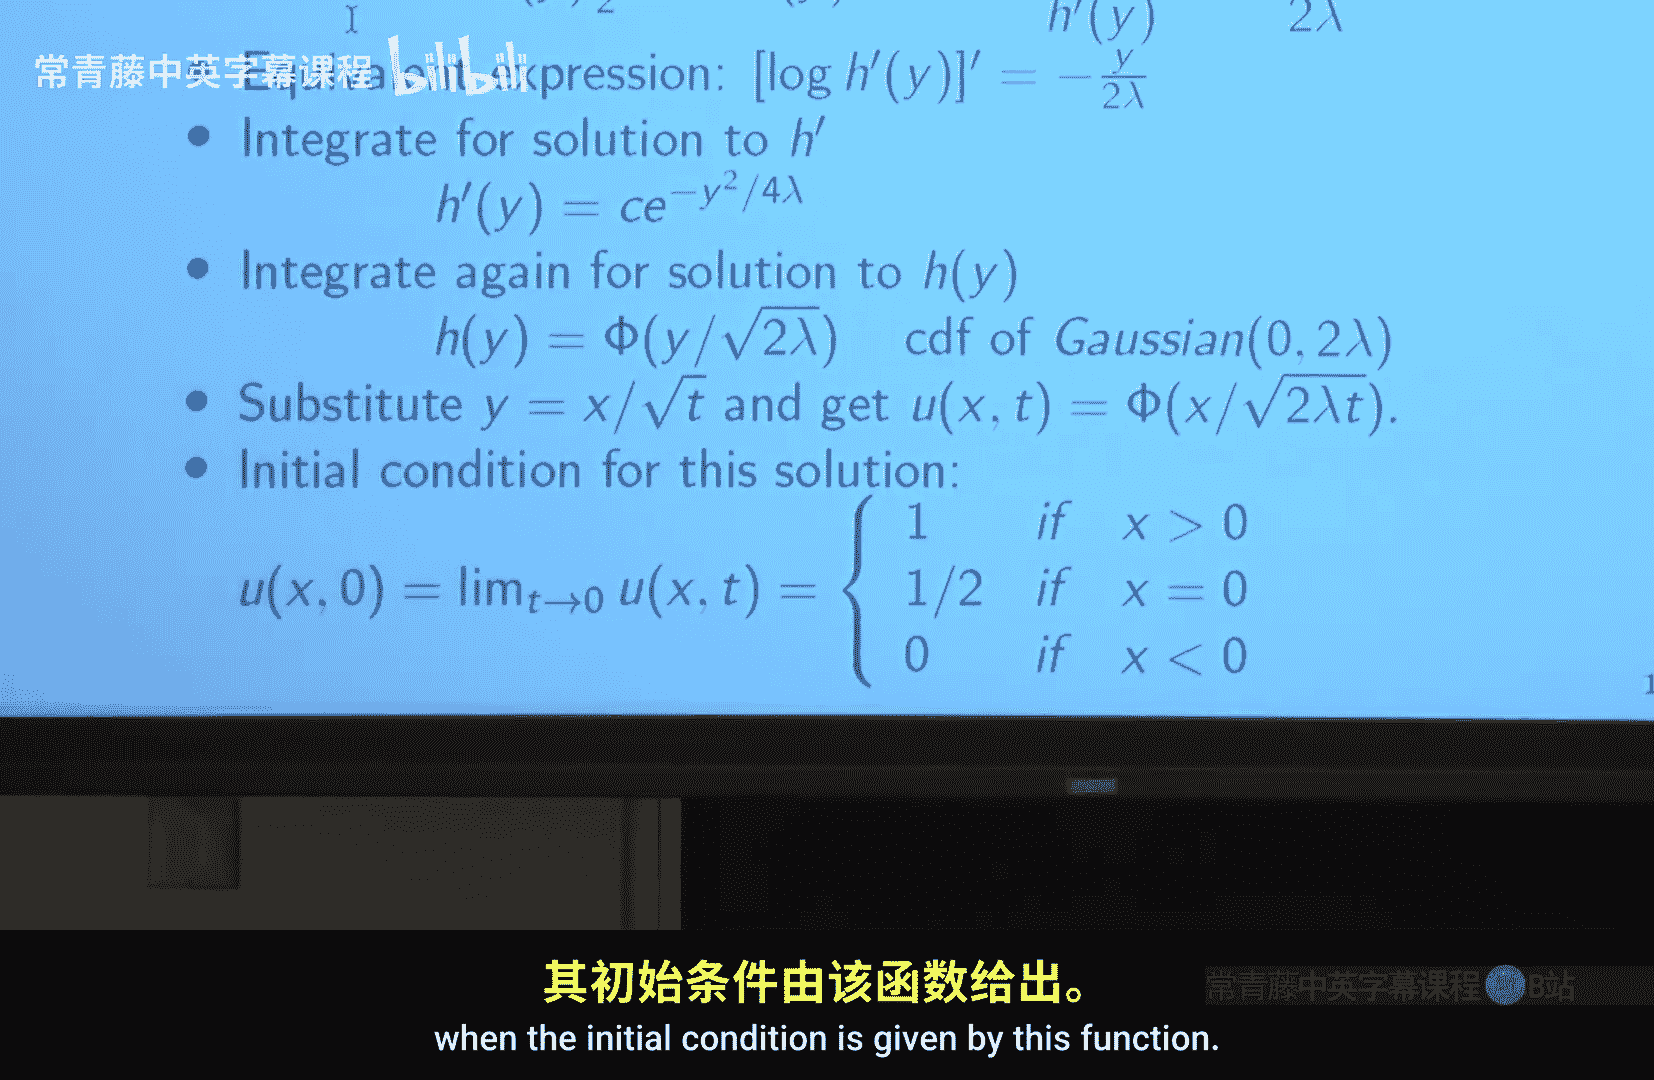 h′(y) 2λ
常青藤中英字幕课程 bilibili
expression: [log h′(y)]′ = −y/2λ
• Integrate for solution to h′
h′(y) = ce^{−y²/4λ}
• Integrate again for solution to h(y)
h(y) = Φ(y/√2λ) cdf of Gaussian(0, 2λ)
• Substitute y = x/√t and get u(x, t) = Φ(x/√2λt).
• Initial condition for this solution:
1 if x > 0
u(x, 0) = lim_{t→0} u(x, t) = { 1/2 if x = 0
0 if x < 0
1
其初始条件由该函数给出。
常青藤中英字幕课程 B站
when the initial condition is given by this function.